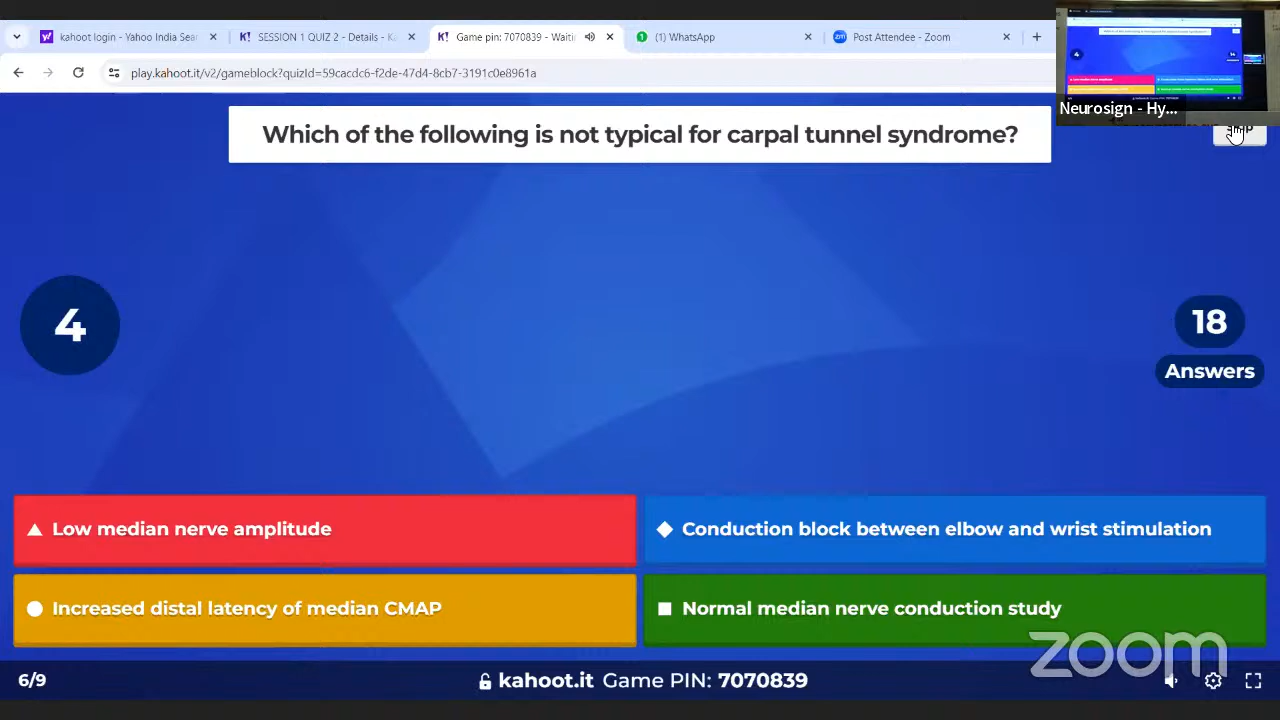 kahoot login - Yahoo India Sear
SESSION 1 QUIZ 2 - Details - K
Game pin:7070839 - Waitin
(1) WhatsApp
Post Attendee - Zoom
play.kahoot.it/v2/gameblock?quizId=59cacdc6-f2de-47d4-8cb7-3191c0e8961a
Neurosign - Hy...
Which of the following is not typical for carpal tunnel syndrome?
4
18
Answers
Low median nerve amplitude
Conduction block between elbow and wrist stimulation
Increased distal latency of median CMAP
Normal median nerve conduction study
zoom
6/9
kahoot.it Game PIN: 7070839